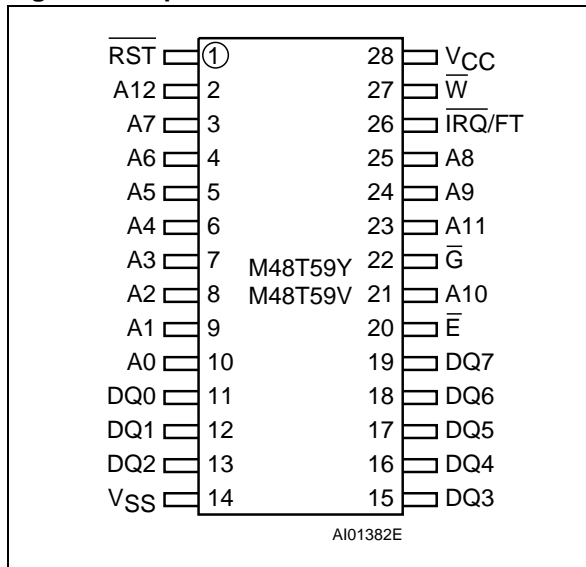 R̅S̅T̅ 1 28 VCC
A12 2 27 W̅
A7 3 26 I̅R̅Q̅/FT
A6 4 25 A8
A5 5 24 A9
A4 6 23 A11
A3 7 M48T59Y 22 G̅
A2 8 M48T59V 21 A10
A1 9 20 E̅
A0 10 19 DQ7
DQ0 11 18 DQ6
DQ1 12 17 DQ5
DQ2 13 16 DQ4
VSS 14 15 DQ3
AI01382E